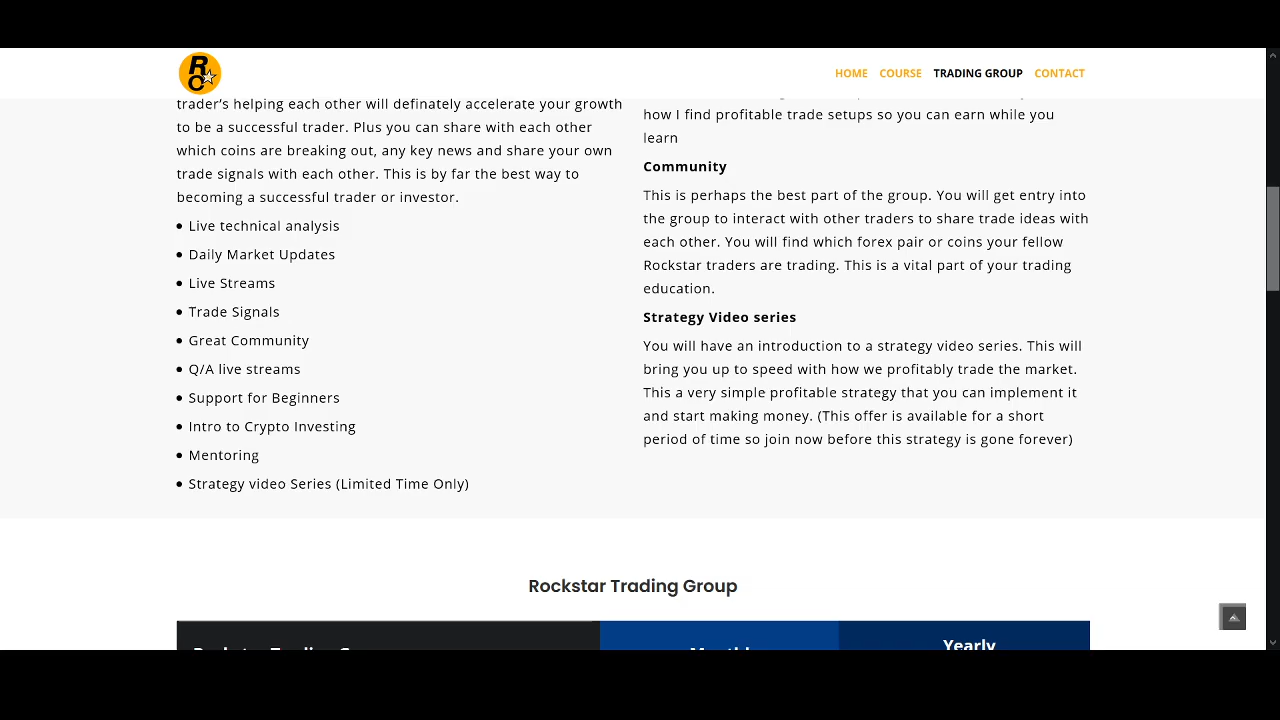 R
C
HOME COURSE TRADING GROUP CONTACT
trader's helping each other will definately accelerate your growth
to be a successful trader. Plus you can share with each other
which coins are breaking out, any key news and share your own
trade signals with each other. This is by far the best way to
becoming a successful trader or investor.
Live technical analysis
Daily Market Updates
Live Streams
Trade Signals
Great Community
Q/A live streams
Support for Beginners
Intro to Crypto Investing
Mentoring
Strategy video Series (Limited Time Only)
how I find profitable trade setups so you can earn while you
learn
Community
This is perhaps the best part of the group. You will get entry into
the group to interact with other traders to share trade ideas with
each other. You will find which forex pair or coins your fellow
Rockstar traders are trading. This is a vital part of your trading
education.
Strategy Video series
You will have an introduction to a strategy video series. This will
bring you up to speed with how we profitably trade the market.
This a very simple profitable strategy that you can implement it
and start making money. (This offer is available for a short
period of time so join now before this strategy is gone forever)
Rockstar Trading Group
Yearly